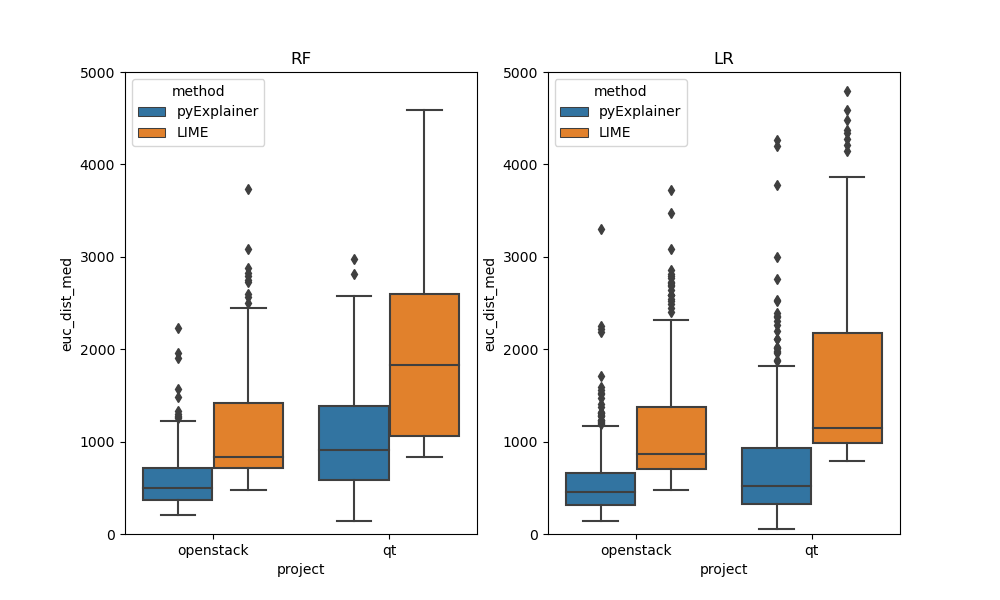 RF
5000
4000
3000
2000
1000
0
euc_dist_med
method
pyExplainer
LIME
openstack
qt
project
LR
5000
4000
3000
2000
1000
0
euc_dist_med
method
pyExplainer
LIME
openstack
qt
project